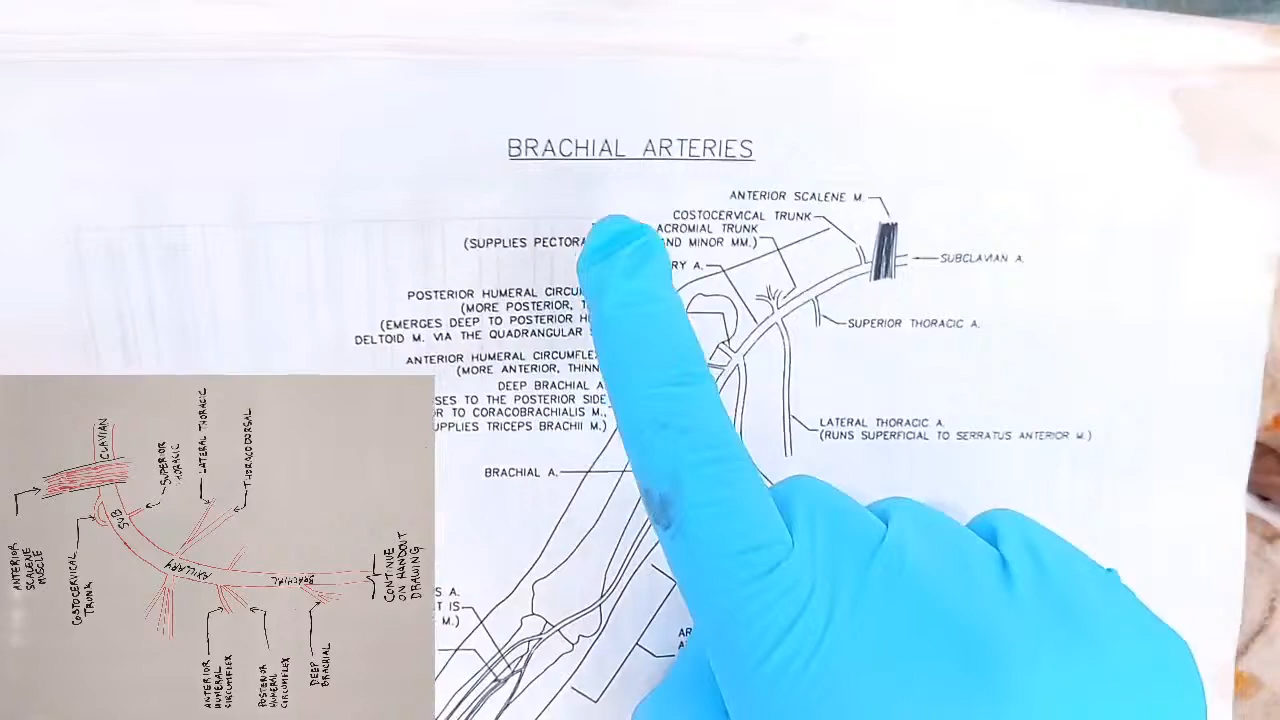 BRACHIAL ARTERIES
ANTERIOR SCALENE M.
COSTOCERVICAL TRUNK
ACROMIAL TRUNK
(SUPPLIES PECTORA AND MINOR MM.)
RY A.
SUBCLAVIAN A.
POSTERIOR HUMERAL CIRCU
(MORE POSTERIOR,
(EMERGES DEEP TO POSTERIOR
DELTOID M. VIA THE QUADRANGULAR
SUPERIOR THORACIC A.
ANTERIOR HUMERAL CIRCUMFLE
(MORE ANTERIOR, THINN
DEEP BRACHIAL A
SES TO THE POSTERIOR SIDE
OR TO CORACOBRACHIALIS M.,
UPPLIES TRICEPS BRACHII M.)
LATERAL THORACIC A.
(RUNS SUPERFICIAL TO SERRATUS ANTERIOR M.)
BRACHIAL A.
S A.
T IS
M.)
AR
A
ANTERIOR
SCALENE
MUSCLE
COSTOCERVICAL
TRUNK
SUB
CLAVIAN
SUPERIOR
THORACIC
LATERAL THORACIC
THORACODORSAL
AXILLARY
BRACHIAL
ANTERIOR
HUMERAL
CIRCUMFLEX
POSTERIOR
HUMERAL
CIRCUMFLEX
DEEP
BRACHIAL
CONTINUE
ON HANDOUT
DRAWING